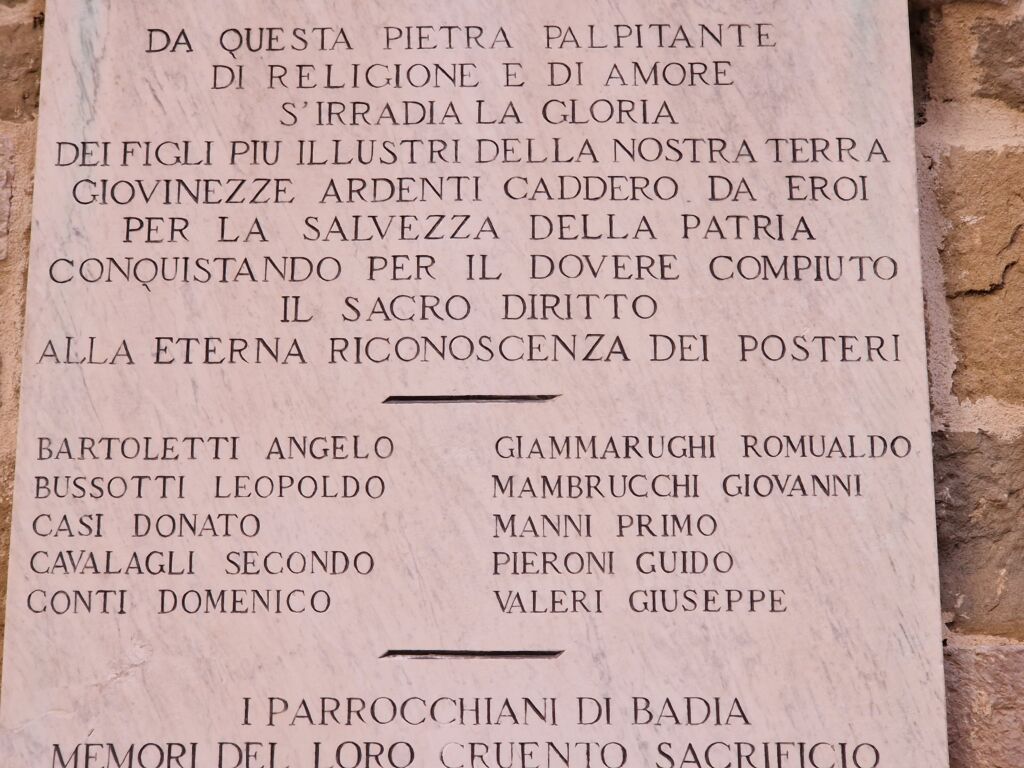 DA QUESTA PIETRA PALPITANTE
DI RELIGIONE E DI AMORE
S'IRRADIA LA GLORIA
DEI FIGLI PIU ILLUSTRI DELLA NOSTRA TERRA
GIOVINEZZE ARDENTI CADDERO DA EROI
PER LA SALVEZZA DELLA PATRIA
CONQUISTANDO PER IL DOVERE COMPIUTO
IL SACRO DIRITTO
ALLA ETERNA RICONOSCENZA DEI POSTERI
BARTOLETTI ANGELO
BUSSOTTI LEOPOLDO
CASI DONATO
CAVALAGLI SECONDO
CONTI DOMENICO
GIAMMARUGHI ROMUALDO
MAMBRUCCHI GIOVANNI
MANNI PRIMO
PIERONI GUIDO
VALERI GIUSEPPE
I PARROCCHIANI DI BADIA
MEMORI DEL LORO CRUENTO SACRIFICIO